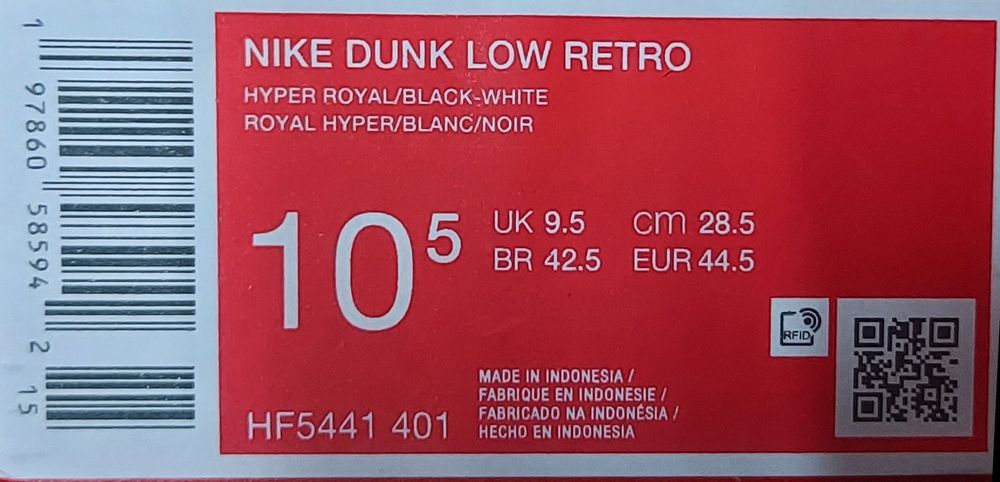 1 97860 58594 2 15
NIKE DUNK LOW RETRO
HYPER ROYAL/BLACK-WHITE
ROYAL HYPER/BLANC/NOIR
10 5
UK 9.5 cm 28.5
BR 42.5 EUR 44.5
RFID
MADE IN INDONESIA /
FABRIQUE EN INDONESIE /
FABRICADO NA INDONÉSIA /
HECHO EN INDONESIA
HF5441 401